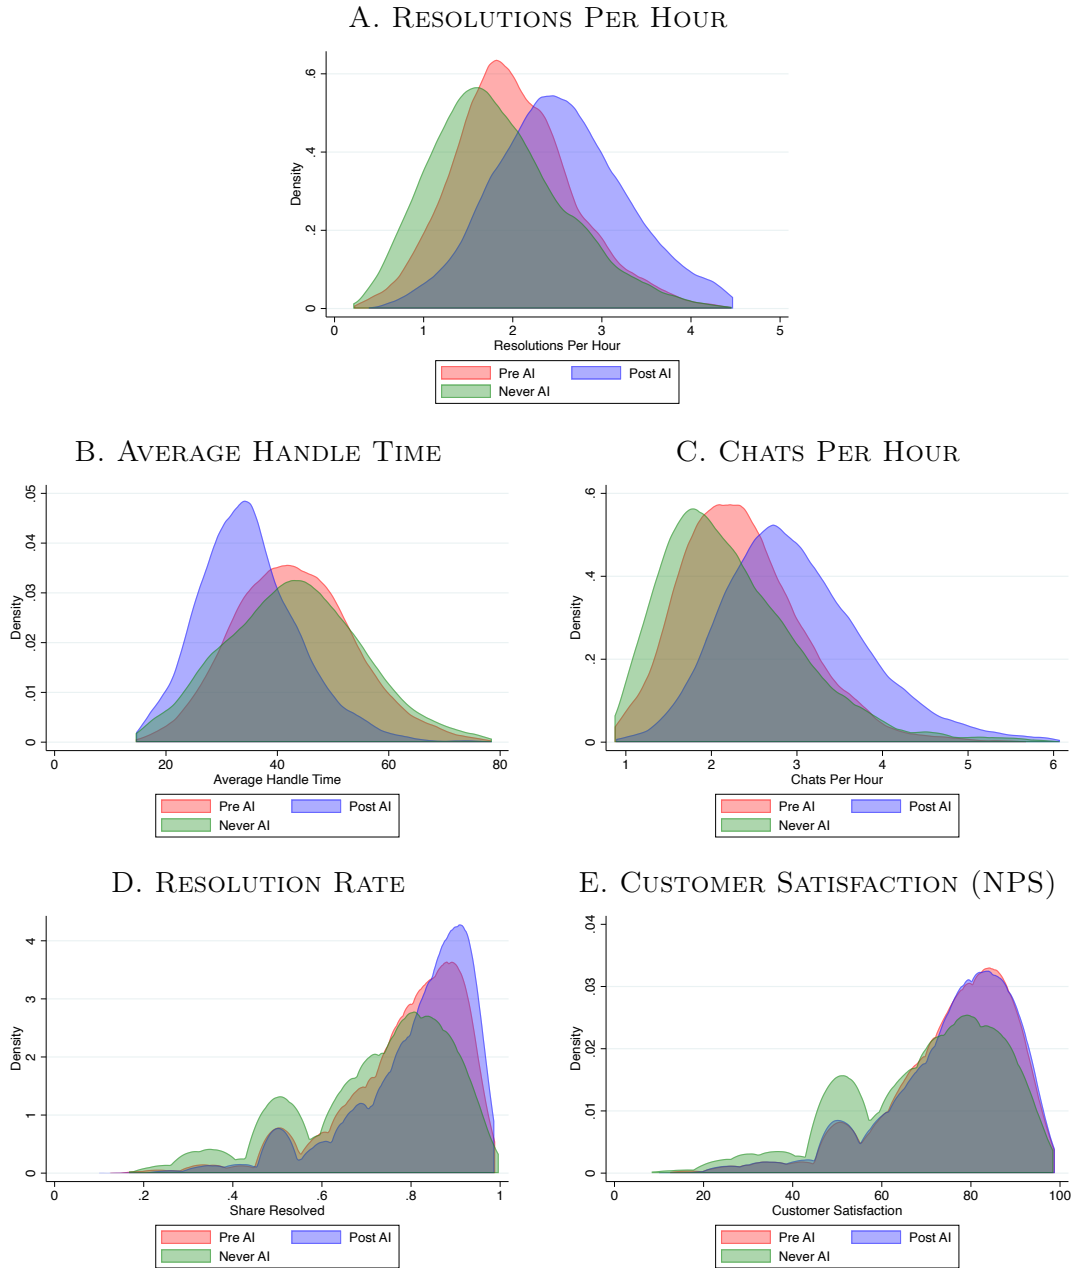 A. Resolutions Per Hour
.6
.4
.2
0
Density
0 1 2 3 4 5
Resolutions Per Hour
Pre AI Post AI
Never AI
B. Average Handle Time
.05
.04
.03
.02
.01
0
Density
0 20 40 60 80
Average Handle Time
Pre AI Post AI
Never AI
C. Chats Per Hour
.6
.4
.2
0
Density
1 2 3 4 5 6
Chats Per Hour
Pre AI Post AI
Never AI
D. Resolution Rate
4
3
2
1
0
Density
0 .2 .4 .6 .8 1
Share Resolved
Pre AI Post AI
Never AI
E. Customer Satisfaction (NPS)
.04
.03
.02
.01
0
Density
0 20 40 60 80 100
Customer Satisfaction
Pre AI Post AI
Never AI